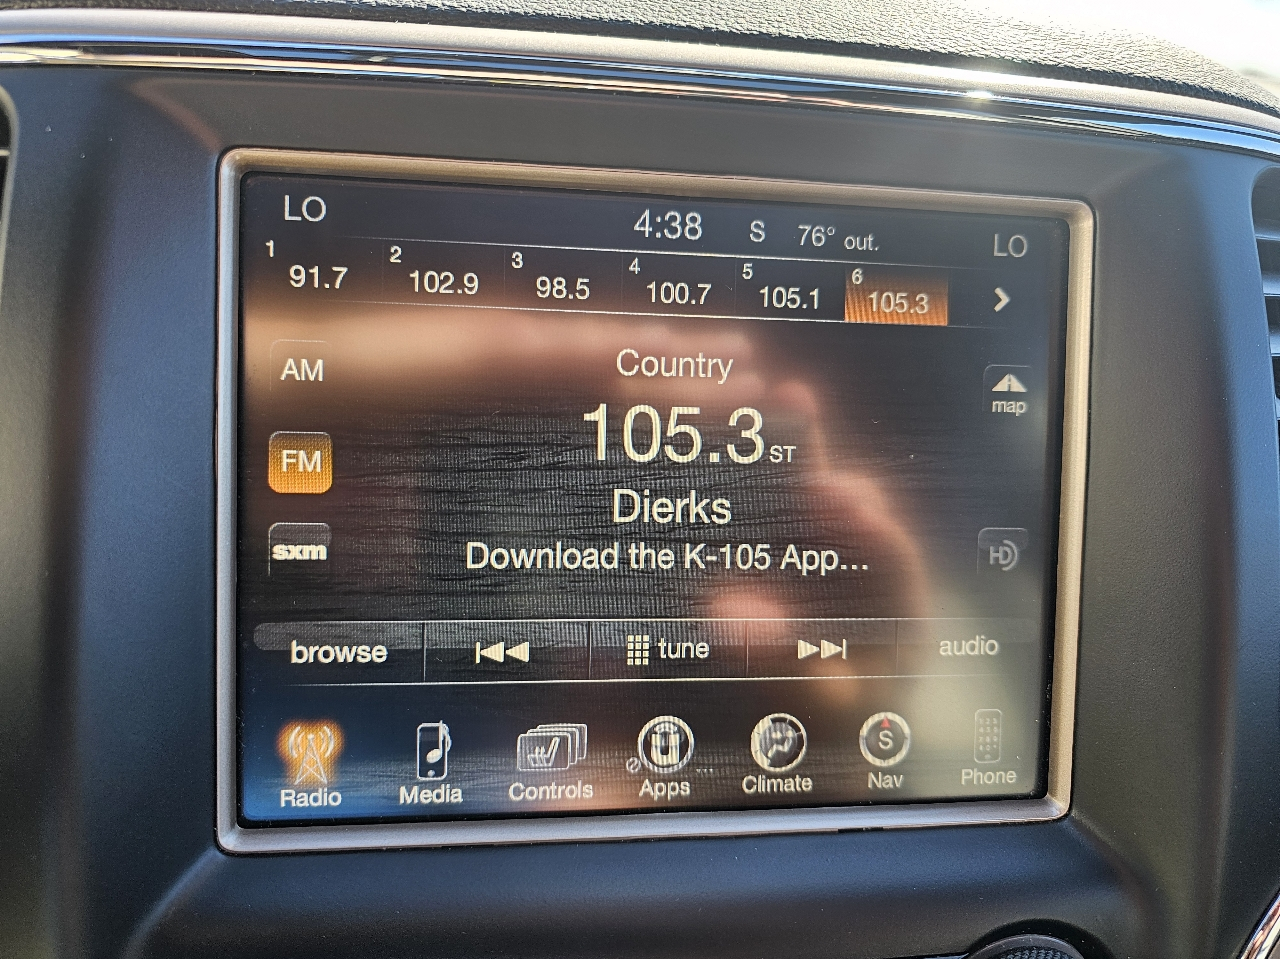 LO 4:38 S 76° out. LO
1 91.7 2 102.9 3 98.5 4 100.7 5 105.1 6 105.3
AM
Country
map
105.3 ST
FM
Dierks
sxm
Download the K-105 App...
HD
browse tune audio
S
Radio Media Controls Apps ... Climate Nav Phone